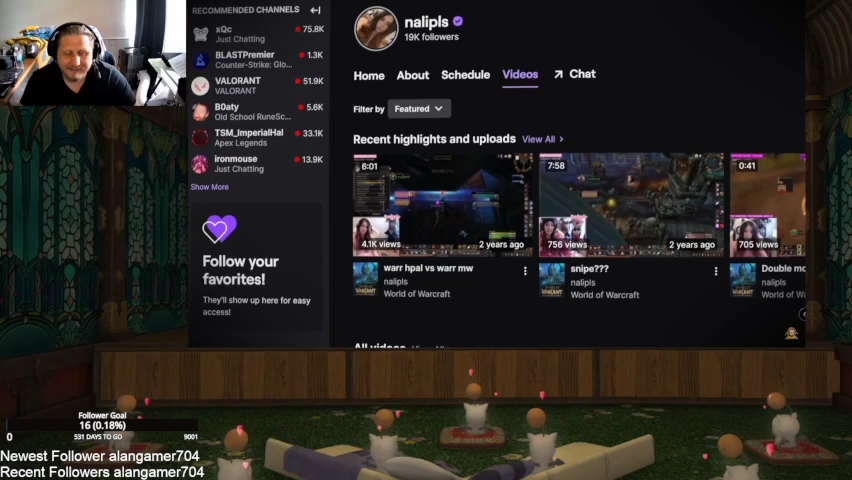 RECOMMENDED CHANNELS
xQc
75.8K
Just Chatting
BLASTPremier
1.3K
Counter-Strike: Glo...
VALORANT
51.9K
VALORANT
B0aty
5.6K
Old School RuneSc...
TSM_ImperialHal
33.1K
Apex Legends
ironmouse
13.9K
Just Chatting
Show More
Follow your
favorites!
They'll show up here for easy
access!
nalipls
19K followers
Home About Schedule Videos Chat
Filter by Featured
Recent highlights and uploads View All
6:01
4.1K views
2 years ago
warr hpal vs warr mw
nalipls
World of Warcraft
7:58
756 views
2 years ago
snipe???
nalipls
World of Warcraft
0:41
705 views
Double mo
nalipls
World of Wa
All videos
Follower Goal
16 (0.18%)
0
531 DAYS TO GO
9001
Newest Follower alangamer704
Recent Followers alangamer704